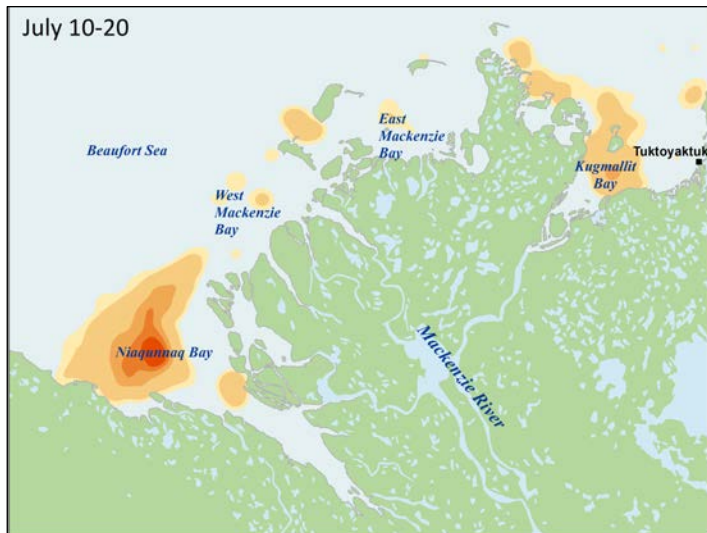 July 10-20
Beaufort Sea
East
Mackenzie
Bay
Tuktoyaktuk
Kugmallit
Bay
West
Mackenzie
Bay
Niaqunnaq Bay
Mackenzie River